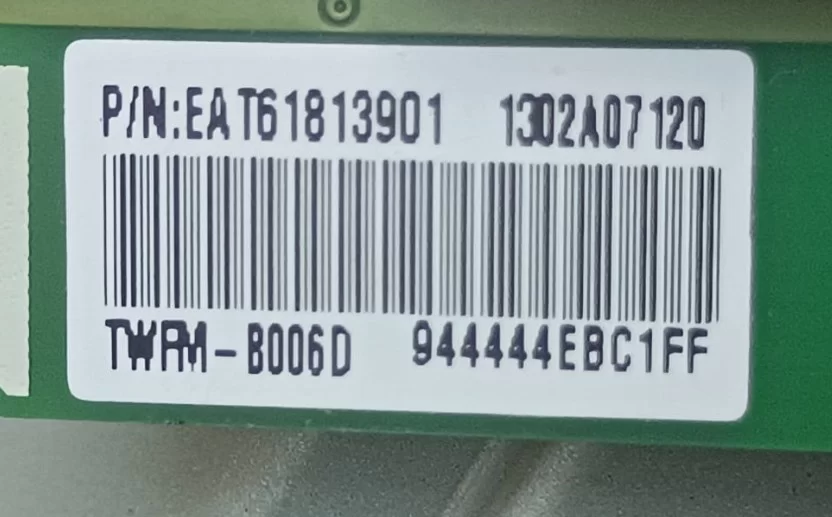 P/N:EAT61813901 1302A07120
TWFM-B006D 944444EBC1FF